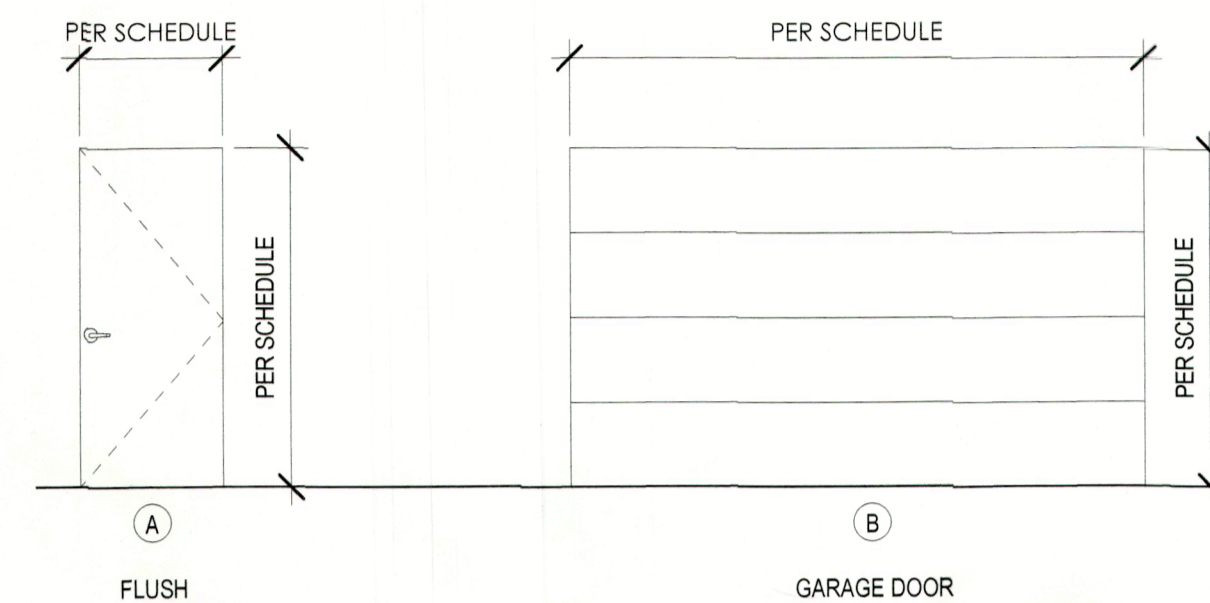 PER SCHEDULE
PER SCHEDULE
PER SCHEDULE
PER SCHEDULE
A
B
FLUSH
GARAGE DOOR